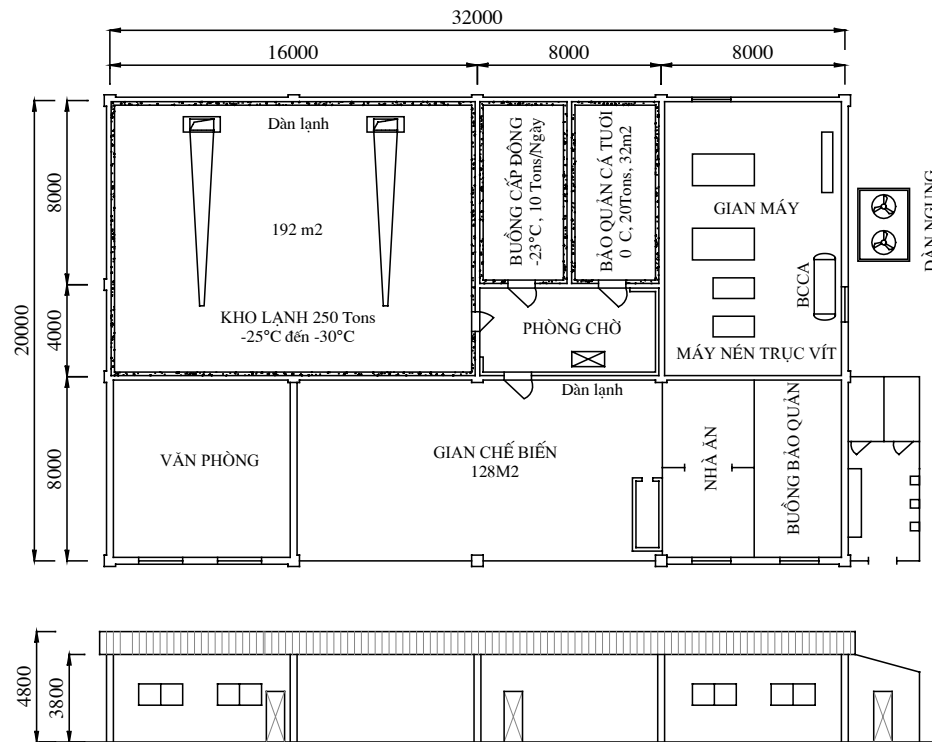 32000
16000
8000
8000
20000
8000
4000
8000
Dàn lạnh
192 m2
KHO LẠNH 250 Tons
-25°C đến -30°C
BUỒNG CẤP ĐÔNG
-23°C, 10 Tons/Ngày
BẢO QUẢN CÁ TƯƠI
0 C, 20Tons, 32m2
GIAN MÁY
BCCA
MÁY NÉN TRỤC VÍT
DÀN NGƯNG
PHÒNG CHỜ
Dàn lạnh
VĂN PHÒNG
GIAN CHẾ BIẾN
128M2
NHÀ ĂN
BUỒNG BẢO QUẢN
4800
3800